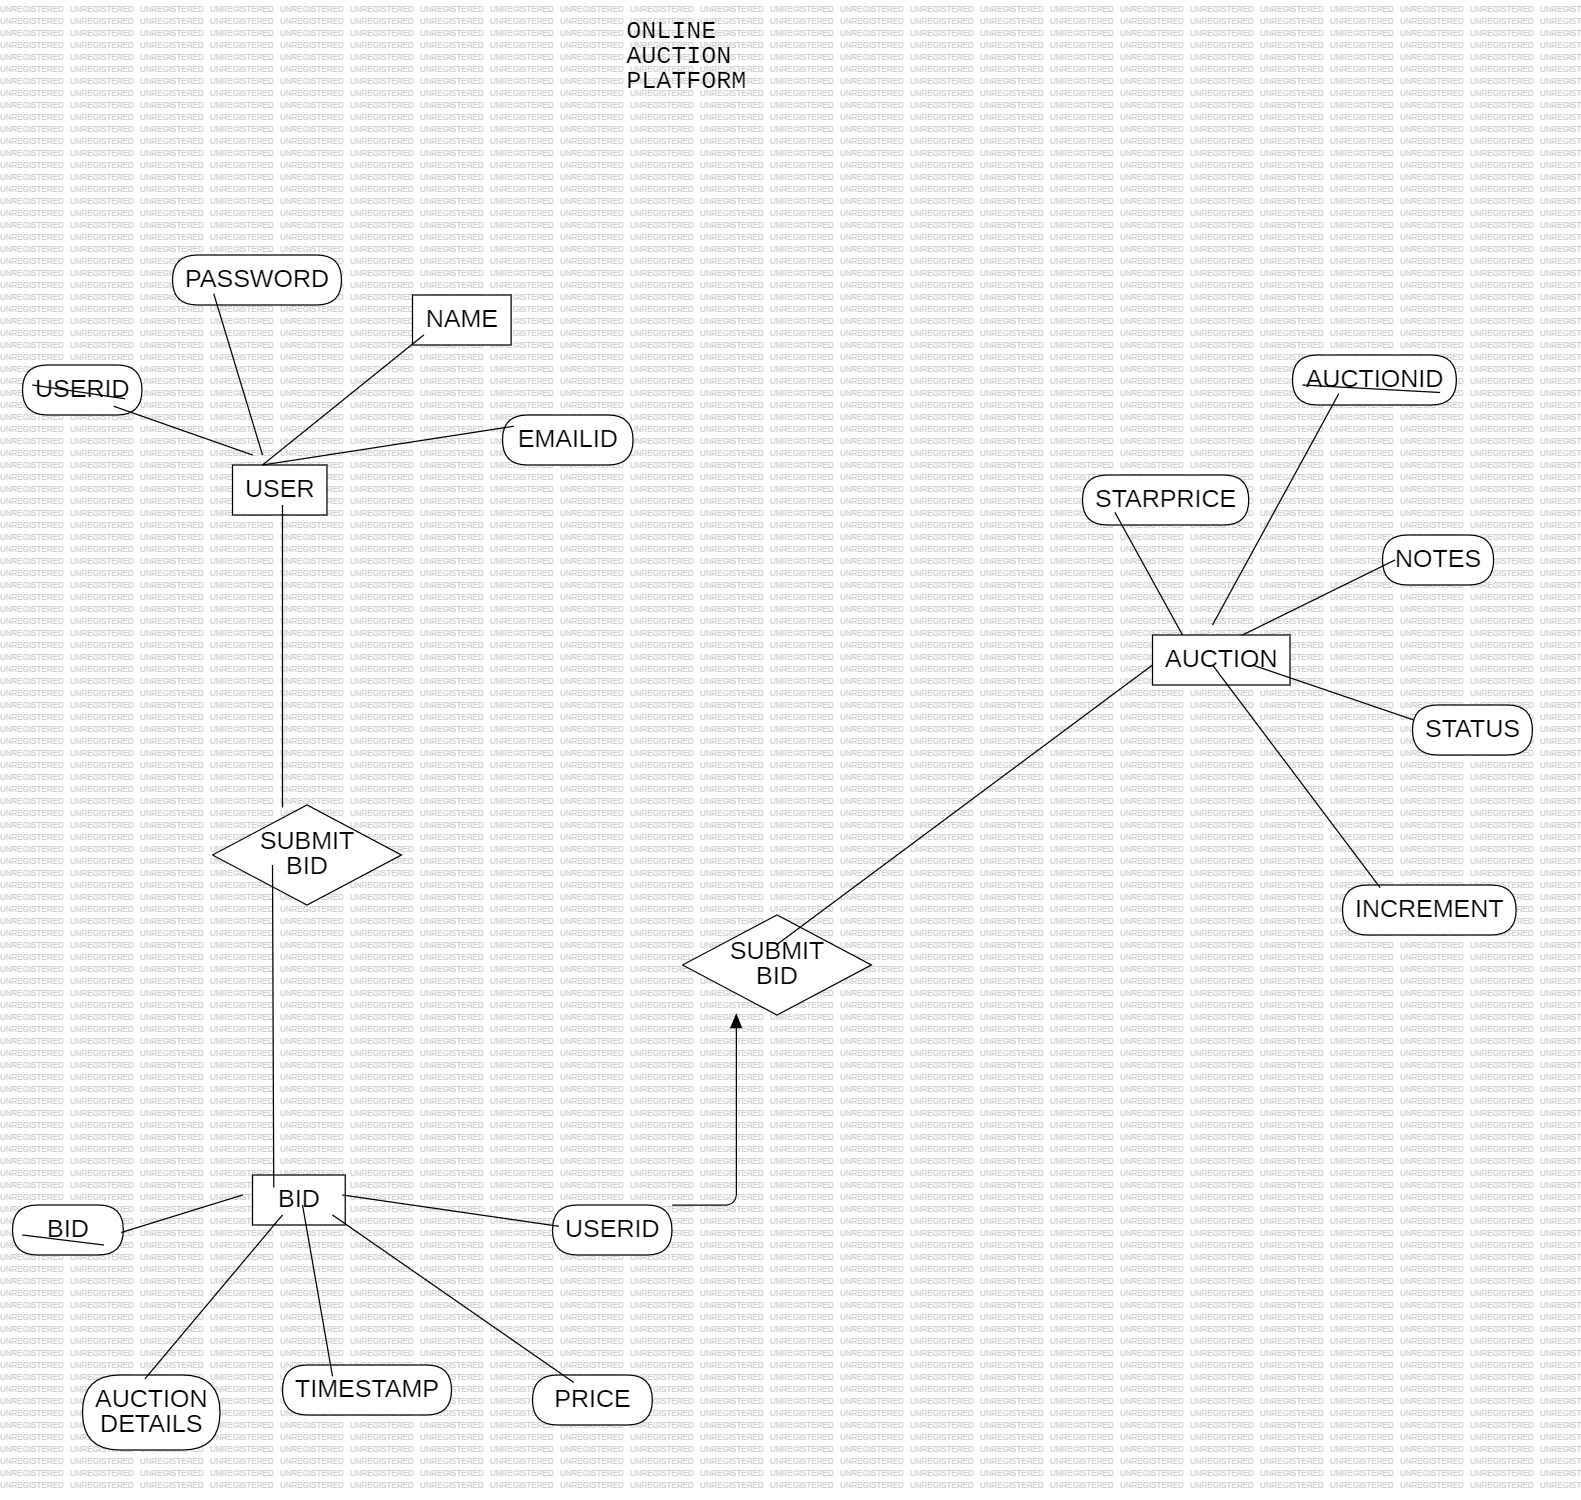 ONLINE
AUCTION
PLATFORM
PASSWORD
NAME
USERID
EMAILID
USER
AUCTIONID
STARPRICE
NOTES
AUCTION
STATUS
SUBMIT
BID
INCREMENT
SUBMIT
BID
BID
BID
USERID
AUCTION
DETAILS
TIMESTAMP
PRICE
UNREGISTERED